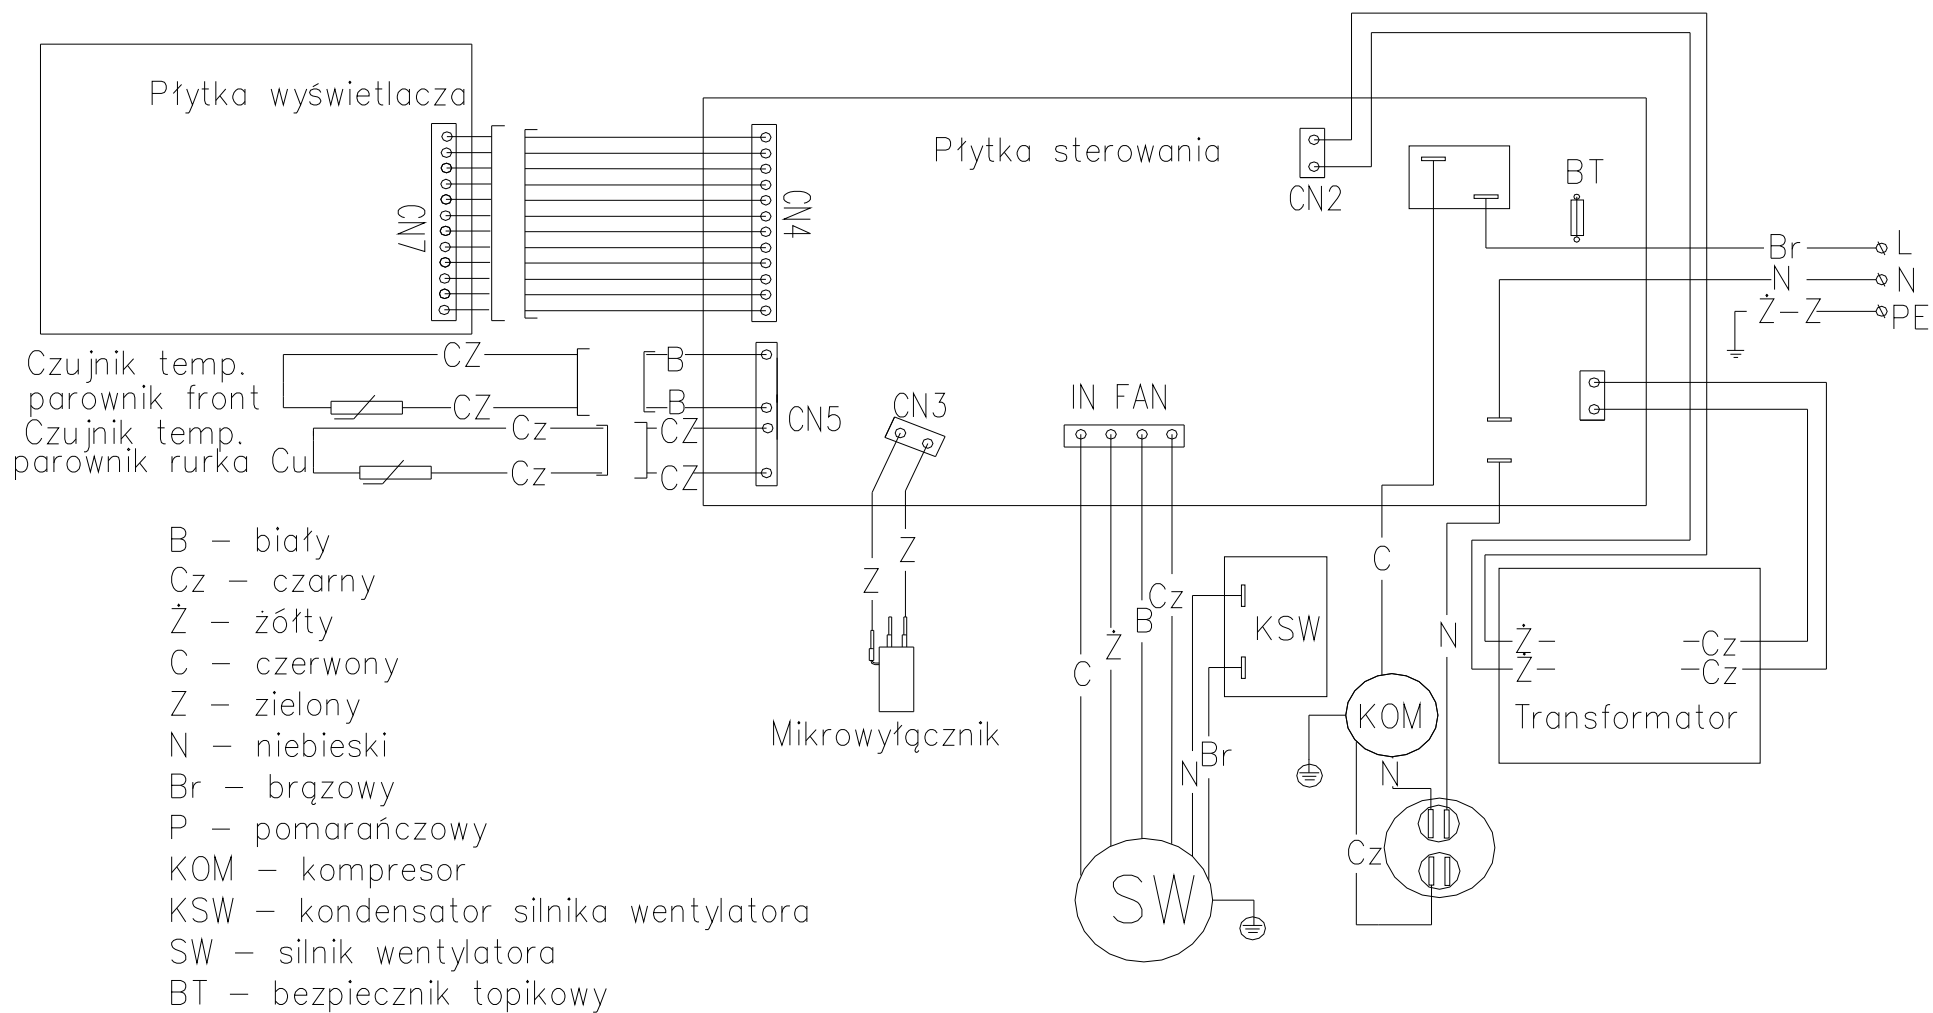 Płytka wyświetlacza
CN7
CN4
Płytka sterowania
CN2
BT
Br
L
N
N
Ż-Z
PE
Czujnik temp.
parownik front
CZ
CZ
B
B
Czujnik temp.
parownik rurka Cu
Cz
Cz
CZ
CZ
CN5
CN3
IN FAN
Z
Z
Mikrowyłącznik
C
Ż
B
Cz
KSW
N
Br
SW
C
N
KOM
N
Cz
Ż
Ż
Cz
Cz
Transformator
B - biały
Cz - czarny
Ż - żółty
C - czerwony
Z - zielony
N - niebieski
Br - brązowy
P - pomarańczowy
KOM - kompresor
KSW - kondensator silnika wentylatora
SW - silnik wentylatora
BT - bezpiecznik topikowy